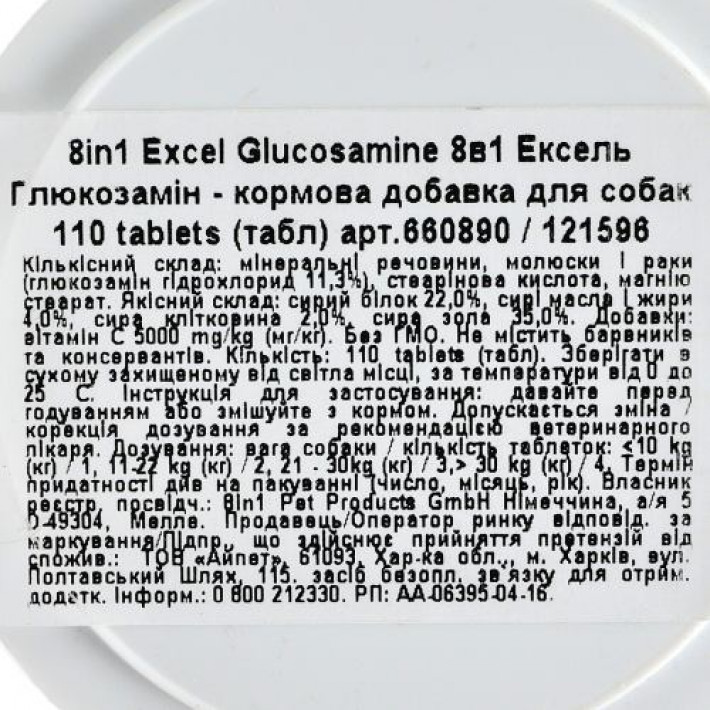 8in1 Excel Glucosamine 8в1 Ексель
Глюкозамін - кормова добавка для собак
110 tablets (табл) арт.660890 / 121596
Кількісний склад: мінеральні речовини, молюски і раки
(глюкозамін гідрохлорид 11,3%), стеарінова кислота, магнію
стеарат. Якісний склад: сирий білок 22,0%, сирі масла і жири
4,0%, сира клітковина 2,0%, сира зола 35,0%. Добавки:
вітамін С 5000 mg/kg (мг/кг). Без ГМО. Не містить барвників
та консервантів. Кількість: 110 tablets (табл). Зберігати в
сухому захищеному від світла місці, за температури від 0 до
25 С. Інструкція для застосування: давайте перед
годуванням або змішуйте з кормом. Допускається зміна /
корекція дозування за рекомендацією ветеринарного
лікаря. Дозування: вага собаки / кількість таблеток: <10 kg
(кг) / 1, 11-22 kg (кг) / 2, 21 - 30kg (кг) / 3,> 30 kg (кг) / 4. Термін
придатності див на пакуванні (число, місяць, рік). Власник
реєстр. посвідч.: 8in1 Pet Products GmbH Німеччина, а/я 5
D-49304, Мелле. Продавець/Оператор ринку відповід. за
маркування/Підпр. що здійснює прийняття претензій від
спожив.: ТОВ «Айпет», 61093, Хар-ка обл., м. Харків, вул.
Полтавський Шлях, 115. засіб безопл. зв'язку для отрим.
додатк. Інформ.: 0 800 212330. РП: АА-06395-04-16.